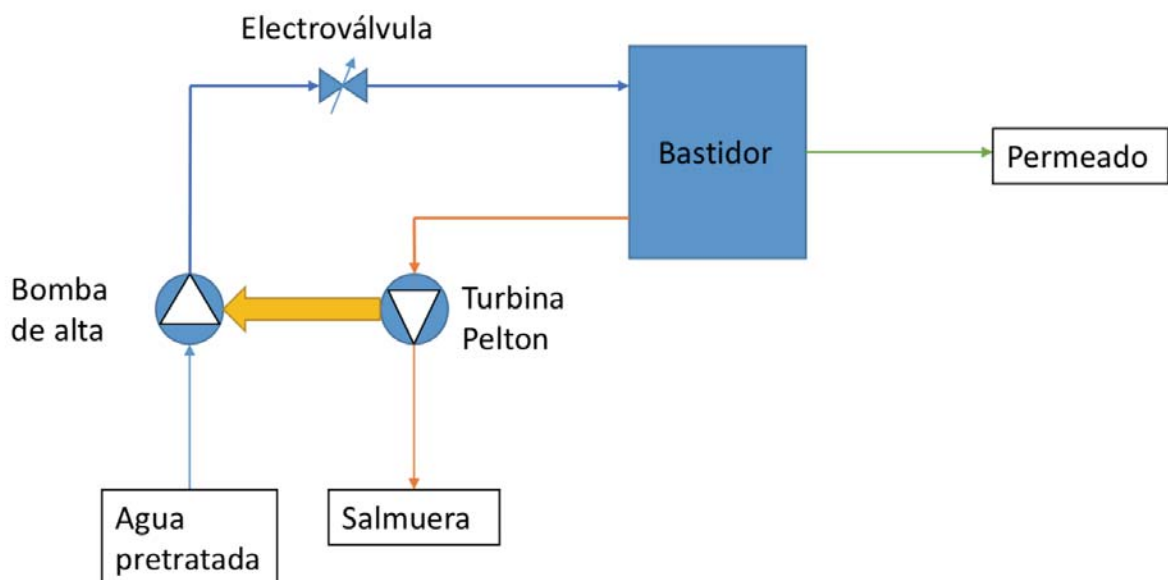 Electroválvula
Bastidor
Permeado
Bomba
de alta
Turbina
Pelton
Agua
pretratada
Salmuera